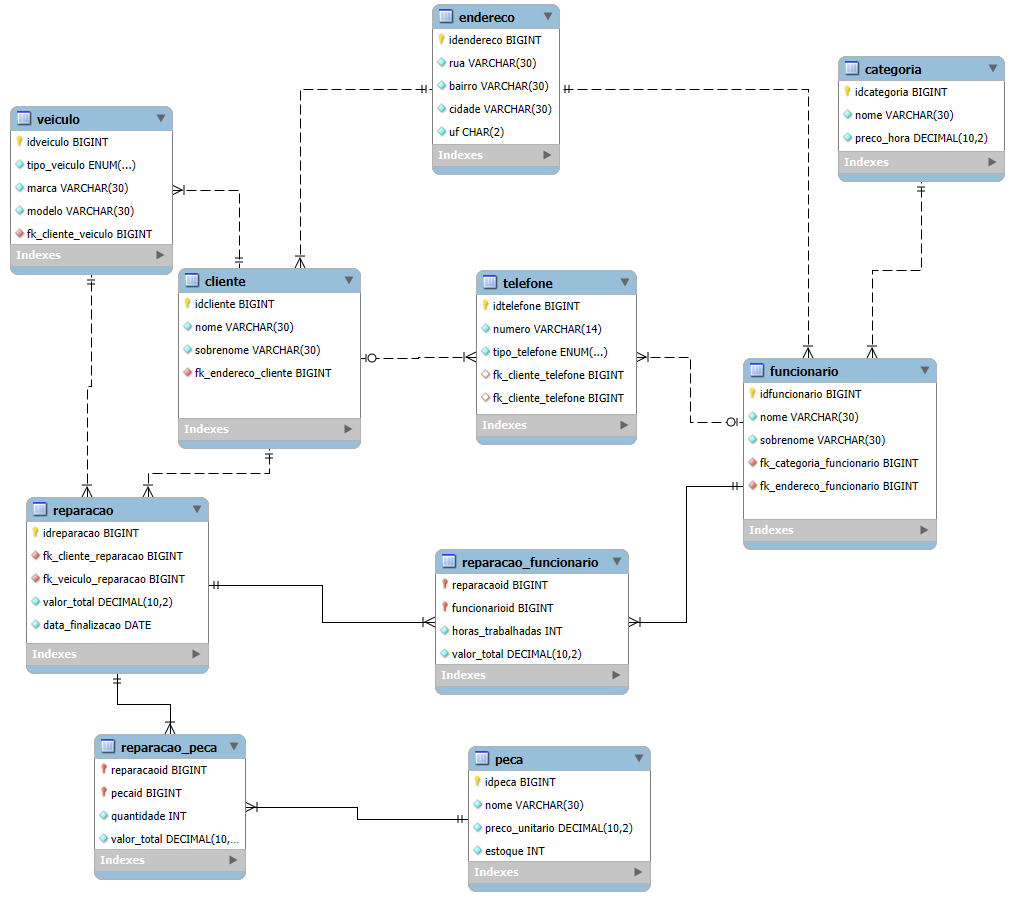 endereco
idendereco BIGINT
rua VARCHAR(30)
bairro VARCHAR(30)
cidade VARCHAR(30)
uf CHAR(2)
Indexes
categoria
idcategoria BIGINT
nome VARCHAR(30)
preco_hora DECIMAL(10,2)
Indexes
veiculo
idveiculo BIGINT
tipo_veiculo ENUM(...)
marca VARCHAR(30)
modelo VARCHAR(30)
fk_cliente_veiculo BIGINT
Indexes
cliente
idcliente BIGINT
nome VARCHAR(30)
sobrenome VARCHAR(30)
fk_endereco_cliente BIGINT
Indexes
telefone
idtelefone BIGINT
numero VARCHAR(14)
tipo_telefone ENUM(...)
fk_cliente_telefone BIGINT
fk_cliente_telefone BIGINT
Indexes
funcionario
idfuncionario BIGINT
nome VARCHAR(30)
sobrenome VARCHAR(30)
fk_categoria_funcionario BIGINT
fk_endereco_funcionario BIGINT
Indexes
reparacao
idreparacao BIGINT
fk_cliente_reparacao BIGINT
fk_veiculo_reparacao BIGINT
valor_total DECIMAL(10,2)
data_finalizacao DATE
Indexes
reparacao_funcionario
reparacaoid BIGINT
funcionarioid BIGINT
horas_trabalhadas INT
valor_total DECIMAL(10,2)
Indexes
reparacao_peca
reparacaoid BIGINT
pecaid BIGINT
quantidade INT
valor_total DECIMAL(10,...
Indexes
peca
idpeca BIGINT
nome VARCHAR(30)
preco_unitario DECIMAL(10,2)
estoque INT
Indexes